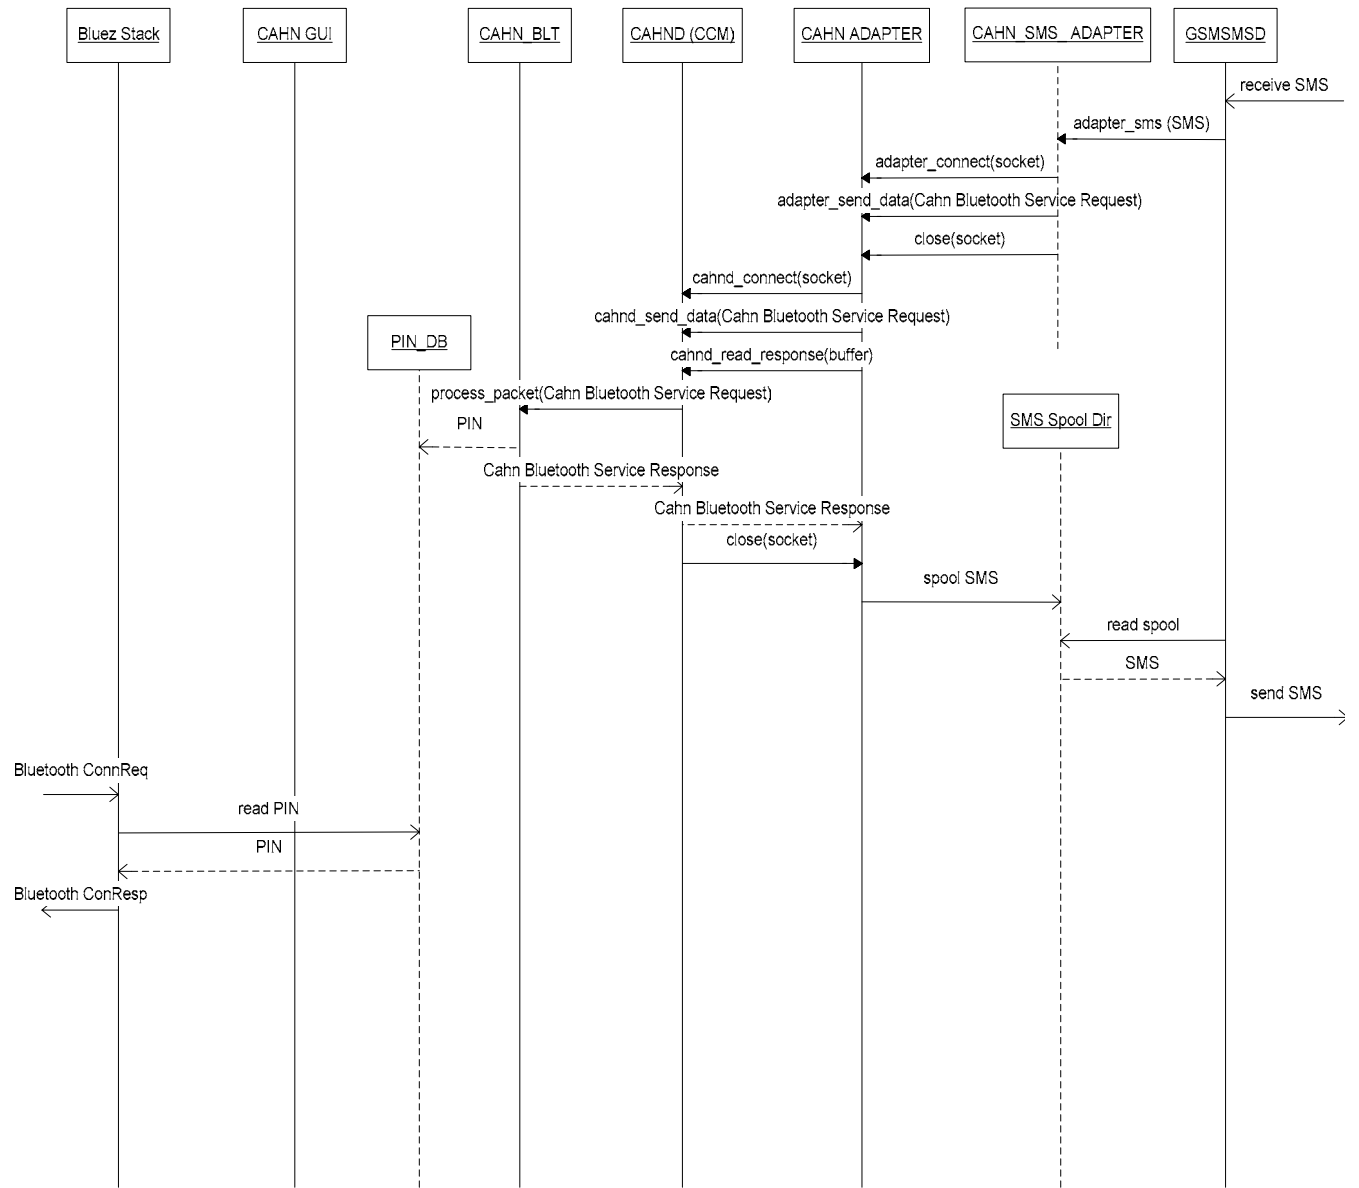 Bluez Stack
CAHN GUI
CAHN_BLT
CAHND (CCM)
CAHN ADAPTER
CAHN_SMS_ADAPTER
GSMSMSD
receive SMS
adapter_sms (SMS)
adapter_connect(socket)
adapter_send_data(Cahn Bluetooth Service Request)
close(socket)
cahnd_connect(socket)
cahnd_send_data(Cahn Bluetooth Service Request)
PIN_DB
cahnd_read_response(buffer)
process_packet(Cahn Bluetooth Service Request)
PIN
SMS Spool Dir
Cahn Bluetooth Service Response
Cahn Bluetooth Service Response
close(socket)
spool SMS
read spool
SMS
send SMS
Bluetooth ConnReq
read PIN
PIN
Bluetooth ConResp